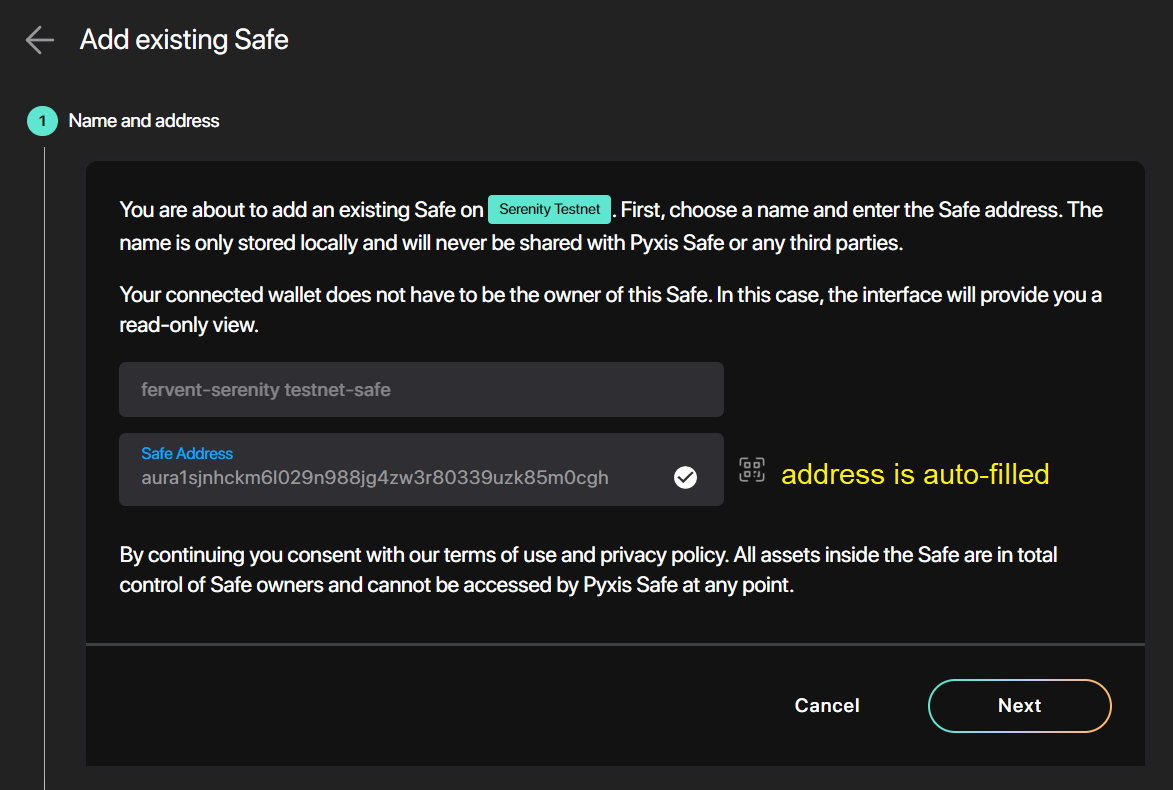 Add existing Safe
1 Name and address
You are about to add an existing Safe on Serenity Testnet . First, choose a name and enter the Safe address. The
name is only stored locally and will never be shared with Pyxis Safe or any third parties.
Your connected wallet does not have to be the owner of this Safe. In this case, the interface will provide you a
read-only view.
fervent-serenity testnet-safe
Safe Address
aura1sjnhckm6l029n988jg4zw3r80339uzk85m0cgh
address is auto-filled
By continuing you consent with our terms of use and privacy policy. All assets inside the Safe are in total
control of Safe owners and cannot be accessed by Pyxis Safe at any point.
Cancel
Next